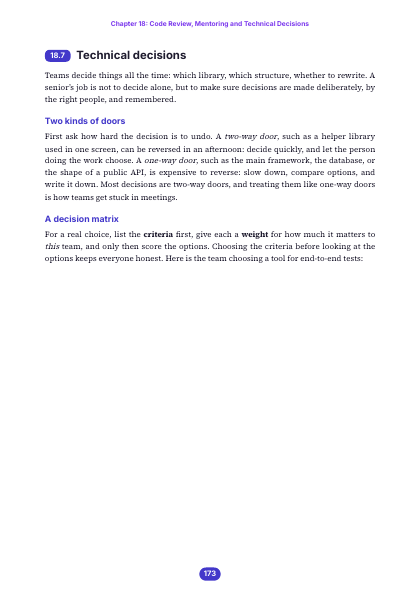 Chapter 18: Code Review, Mentoring and Technical Decisions
18.7 Technical decisions
Teams decide things all the time: which library, which structure, whether to rewrite. A
senior's job is not to decide alone, but to make sure decisions are made deliberately, by
the right people, and remembered.
Two kinds of doors
First ask how hard the decision is to undo. A two-way door, such as a helper library
used in one screen, can be reversed in an afternoon: decide quickly, and let the person
doing the work choose. A one-way door, such as the main framework, the database, or
the shape of a public API, is expensive to reverse: slow down, compare options, and
write it down. Most decisions are two-way doors, and treating them like one-way doors
is how teams get stuck in meetings.
A decision matrix
For a real choice, list the criteria first, give each a weight for how much it matters to
this team, and only then score the options. Choosing the criteria before looking at the
options keeps everyone honest. Here is the team choosing a tool for end-to-end tests:
173